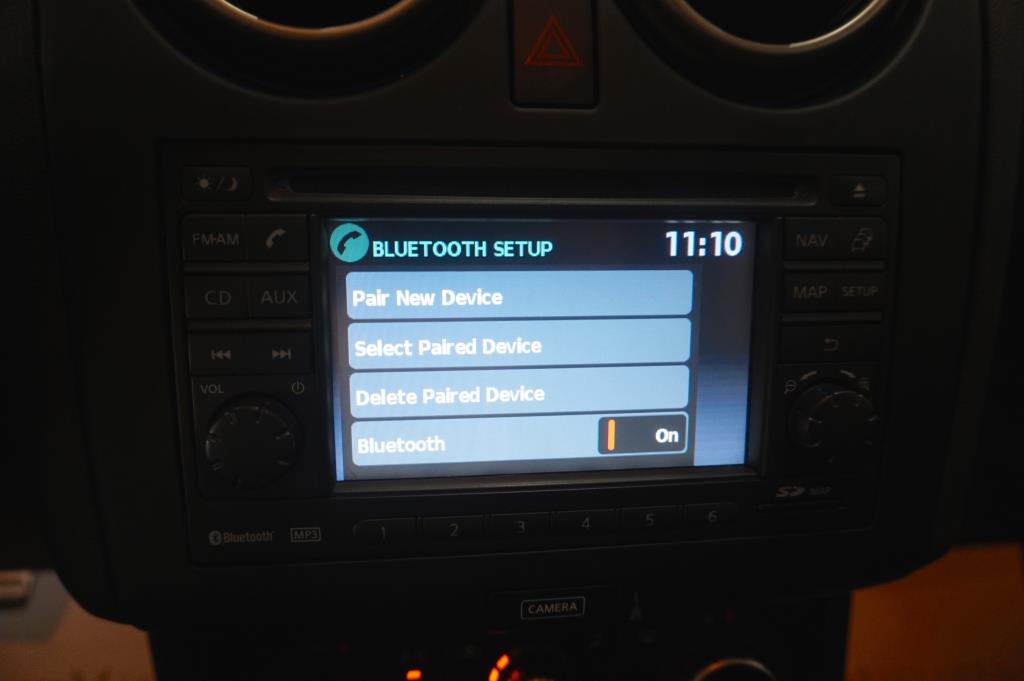 BLUETOOTH SETUP
11:10
Pair New Device
Select Paired Device
Delete Paired Device
Bluetooth
On
FM·AM
CD
AUX
VOL
NAV
MAP
SETUP
Bluetooth
MP3
1
2
3
4
5
6
SD
MAP
CAMERA